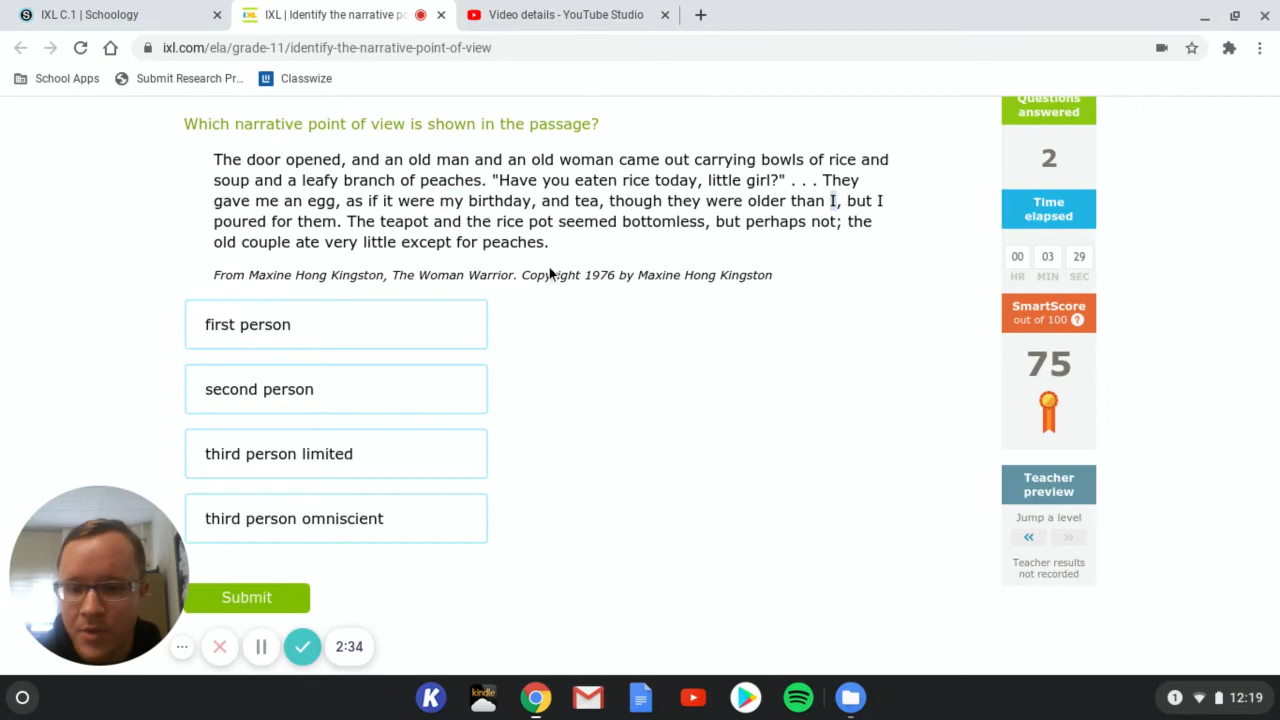 IXL C.1 | Schoology
IXL | Identify the narrative po
Video details - YouTube Studio
ixl.com/ela/grade-11/identify-the-narrative-point-of-view
School Apps
Submit Research Pr...
Classwize
Which narrative point of view is shown in the passage?
The door opened, and an old man and an old woman came out carrying bowls of rice and
soup and a leafy branch of peaches. "Have you eaten rice today, little girl?" . . . They
gave me an egg, as if it were my birthday, and tea, though they were older than I, but I
poured for them. The teapot and the rice pot seemed bottomless, but perhaps not; the
old couple ate very little except for peaches.
From Maxine Hong Kingston, The Woman Warrior. Copyright 1976 by Maxine Hong Kingston
first person
second person
third person limited
third person omniscient
Submit
2:34
Questions
answered
2
Time
elapsed
00 03 29
HR MIN SEC
SmartScore
out of 100 ?
75
Teacher
preview
Jump a level
Teacher results
not recorded
K
kindle
1
12:19